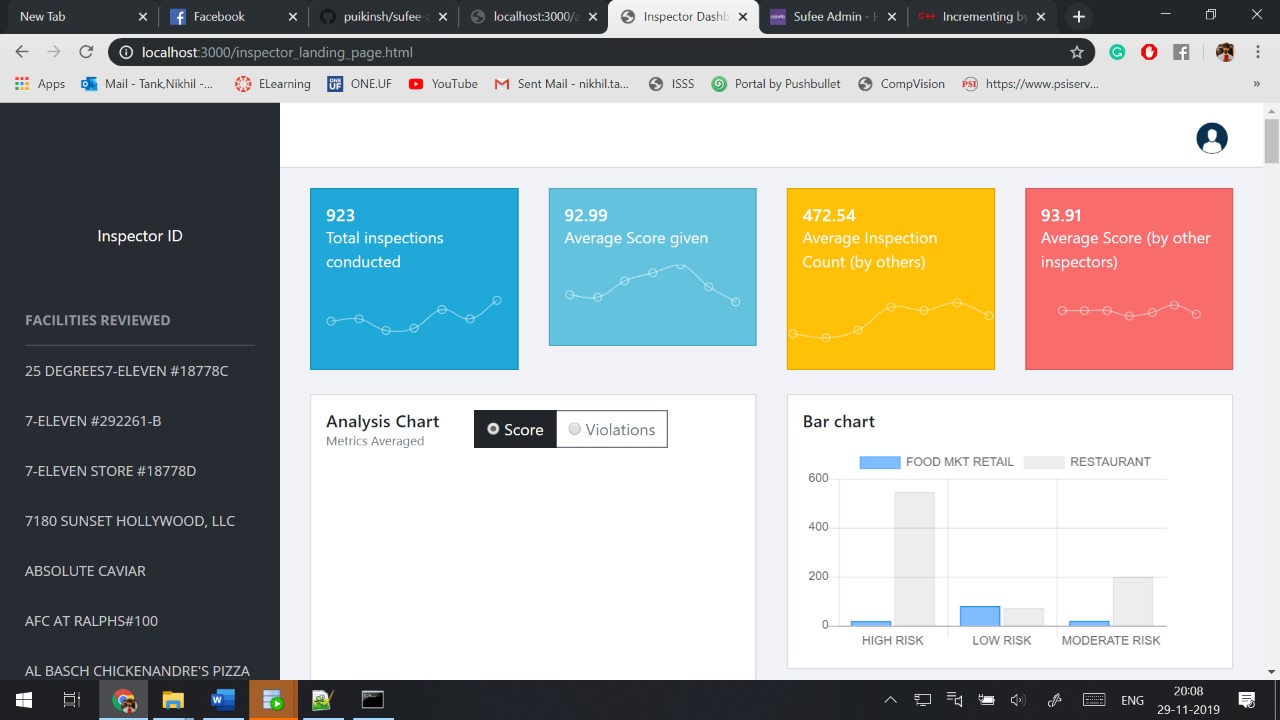 New Tab
Facebook
puikinsh/sufee-
localhost:3000/
Inspector Dashb
Sufee Admin -
Incrementing by
localhost:3000/inspector_landing_page.html
Apps
Mail - Tank,Nikhil -...
ELearning
ONE.UF
YouTube
Sent Mail - nikhil.ta...
ISSS
Portal by Pushbullet
CompVision
PSI
https://www.psiserv...
»
Inspector ID
FACILITIES REVIEWED
25 DEGREES7-ELEVEN #18778C
7-ELEVEN #292261-B
7-ELEVEN STORE #18778D
7180 SUNSET HOLLYWOOD, LLC
ABSOLUTE CAVIAR
AFC AT RALPHS#100
AL BASCH CHICKENANDRE'S PIZZA
923
Total inspections
conducted
92.99
Average Score given
472.54
Average Inspection
Count (by others)
93.91
Average Score (by other
inspectors)
Analysis Chart
Metrics Averaged
Score
Violations
Bar chart
FOOD MKT RETAIL
RESTAURANT
600
400
200
0
HIGH RISK
LOW RISK
MODERATE RISK
ENG
20:08
29-11-2019